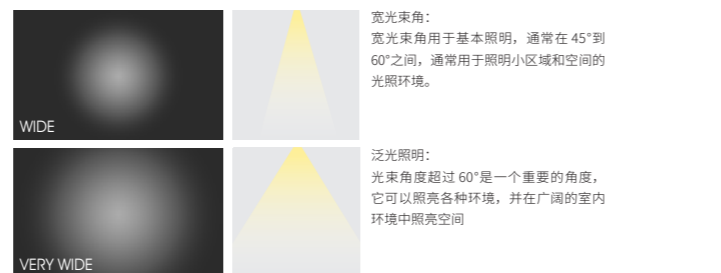 宽光束角：
宽光束角用于基本照明，通常在 45°到
60°之间，通常用于照明小区域和空间的
光照环境。
WIDE
泛光照明：
光束角度超过 60°是一个重要的角度，
它可以照亮各种环境，并在广阔的室内
环境中照亮空间
VERY WIDE